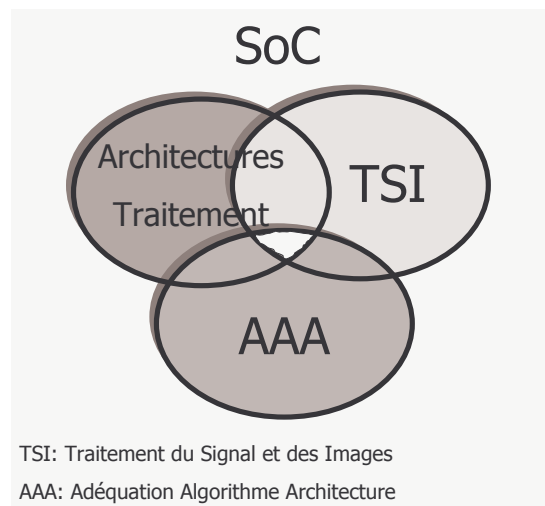 SoC
Architectures
Traitement
TSI
AAA
TSI: Traitement du Signal et des Images
AAA: Adéquation Algorithme Architecture